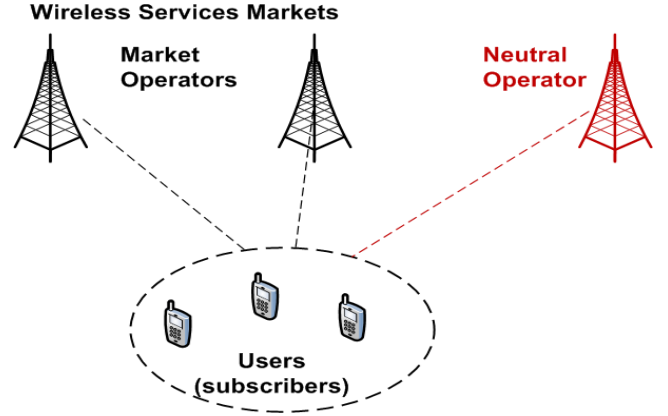 Wireless Services Markets
Market
Operators
Neutral
Operator
Users
(subscribers)